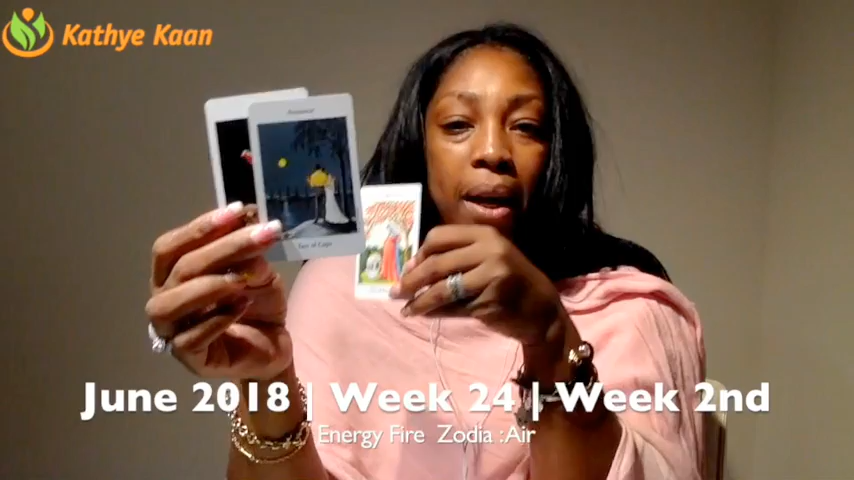 Kathye Kaan
June 2018 | Week 24 | Week 2nd
Energy Fire Zodia :Air